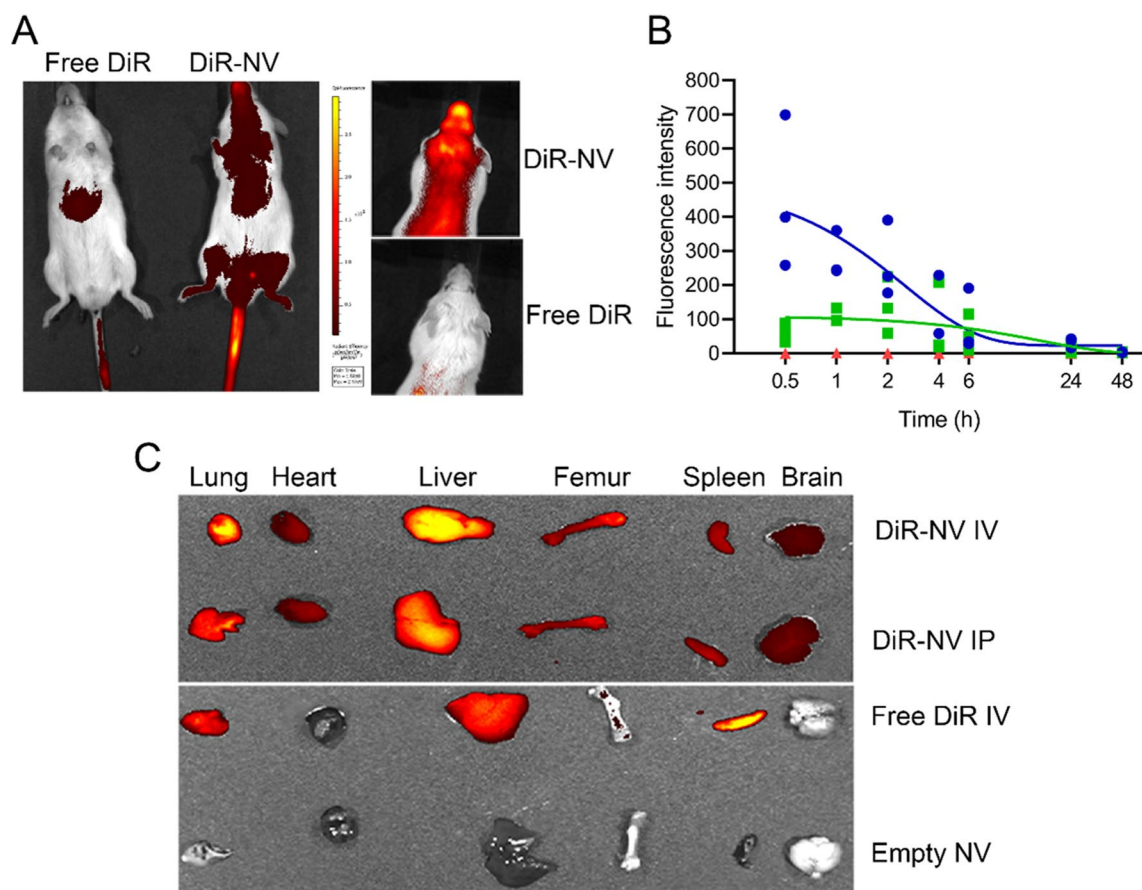 A
Free DiR
DiR-NV
DiR-NV
Free DiR
B
Fluorescence intensity
800
700
600
500
400
300
200
100
0
0.5
1
2
4
6
24
48
Time (h)
C
Lung
Heart
Liver
Femur
Spleen
Brain
DiR-NV IV
DiR-NV IP
Free DiR IV
Empty NV